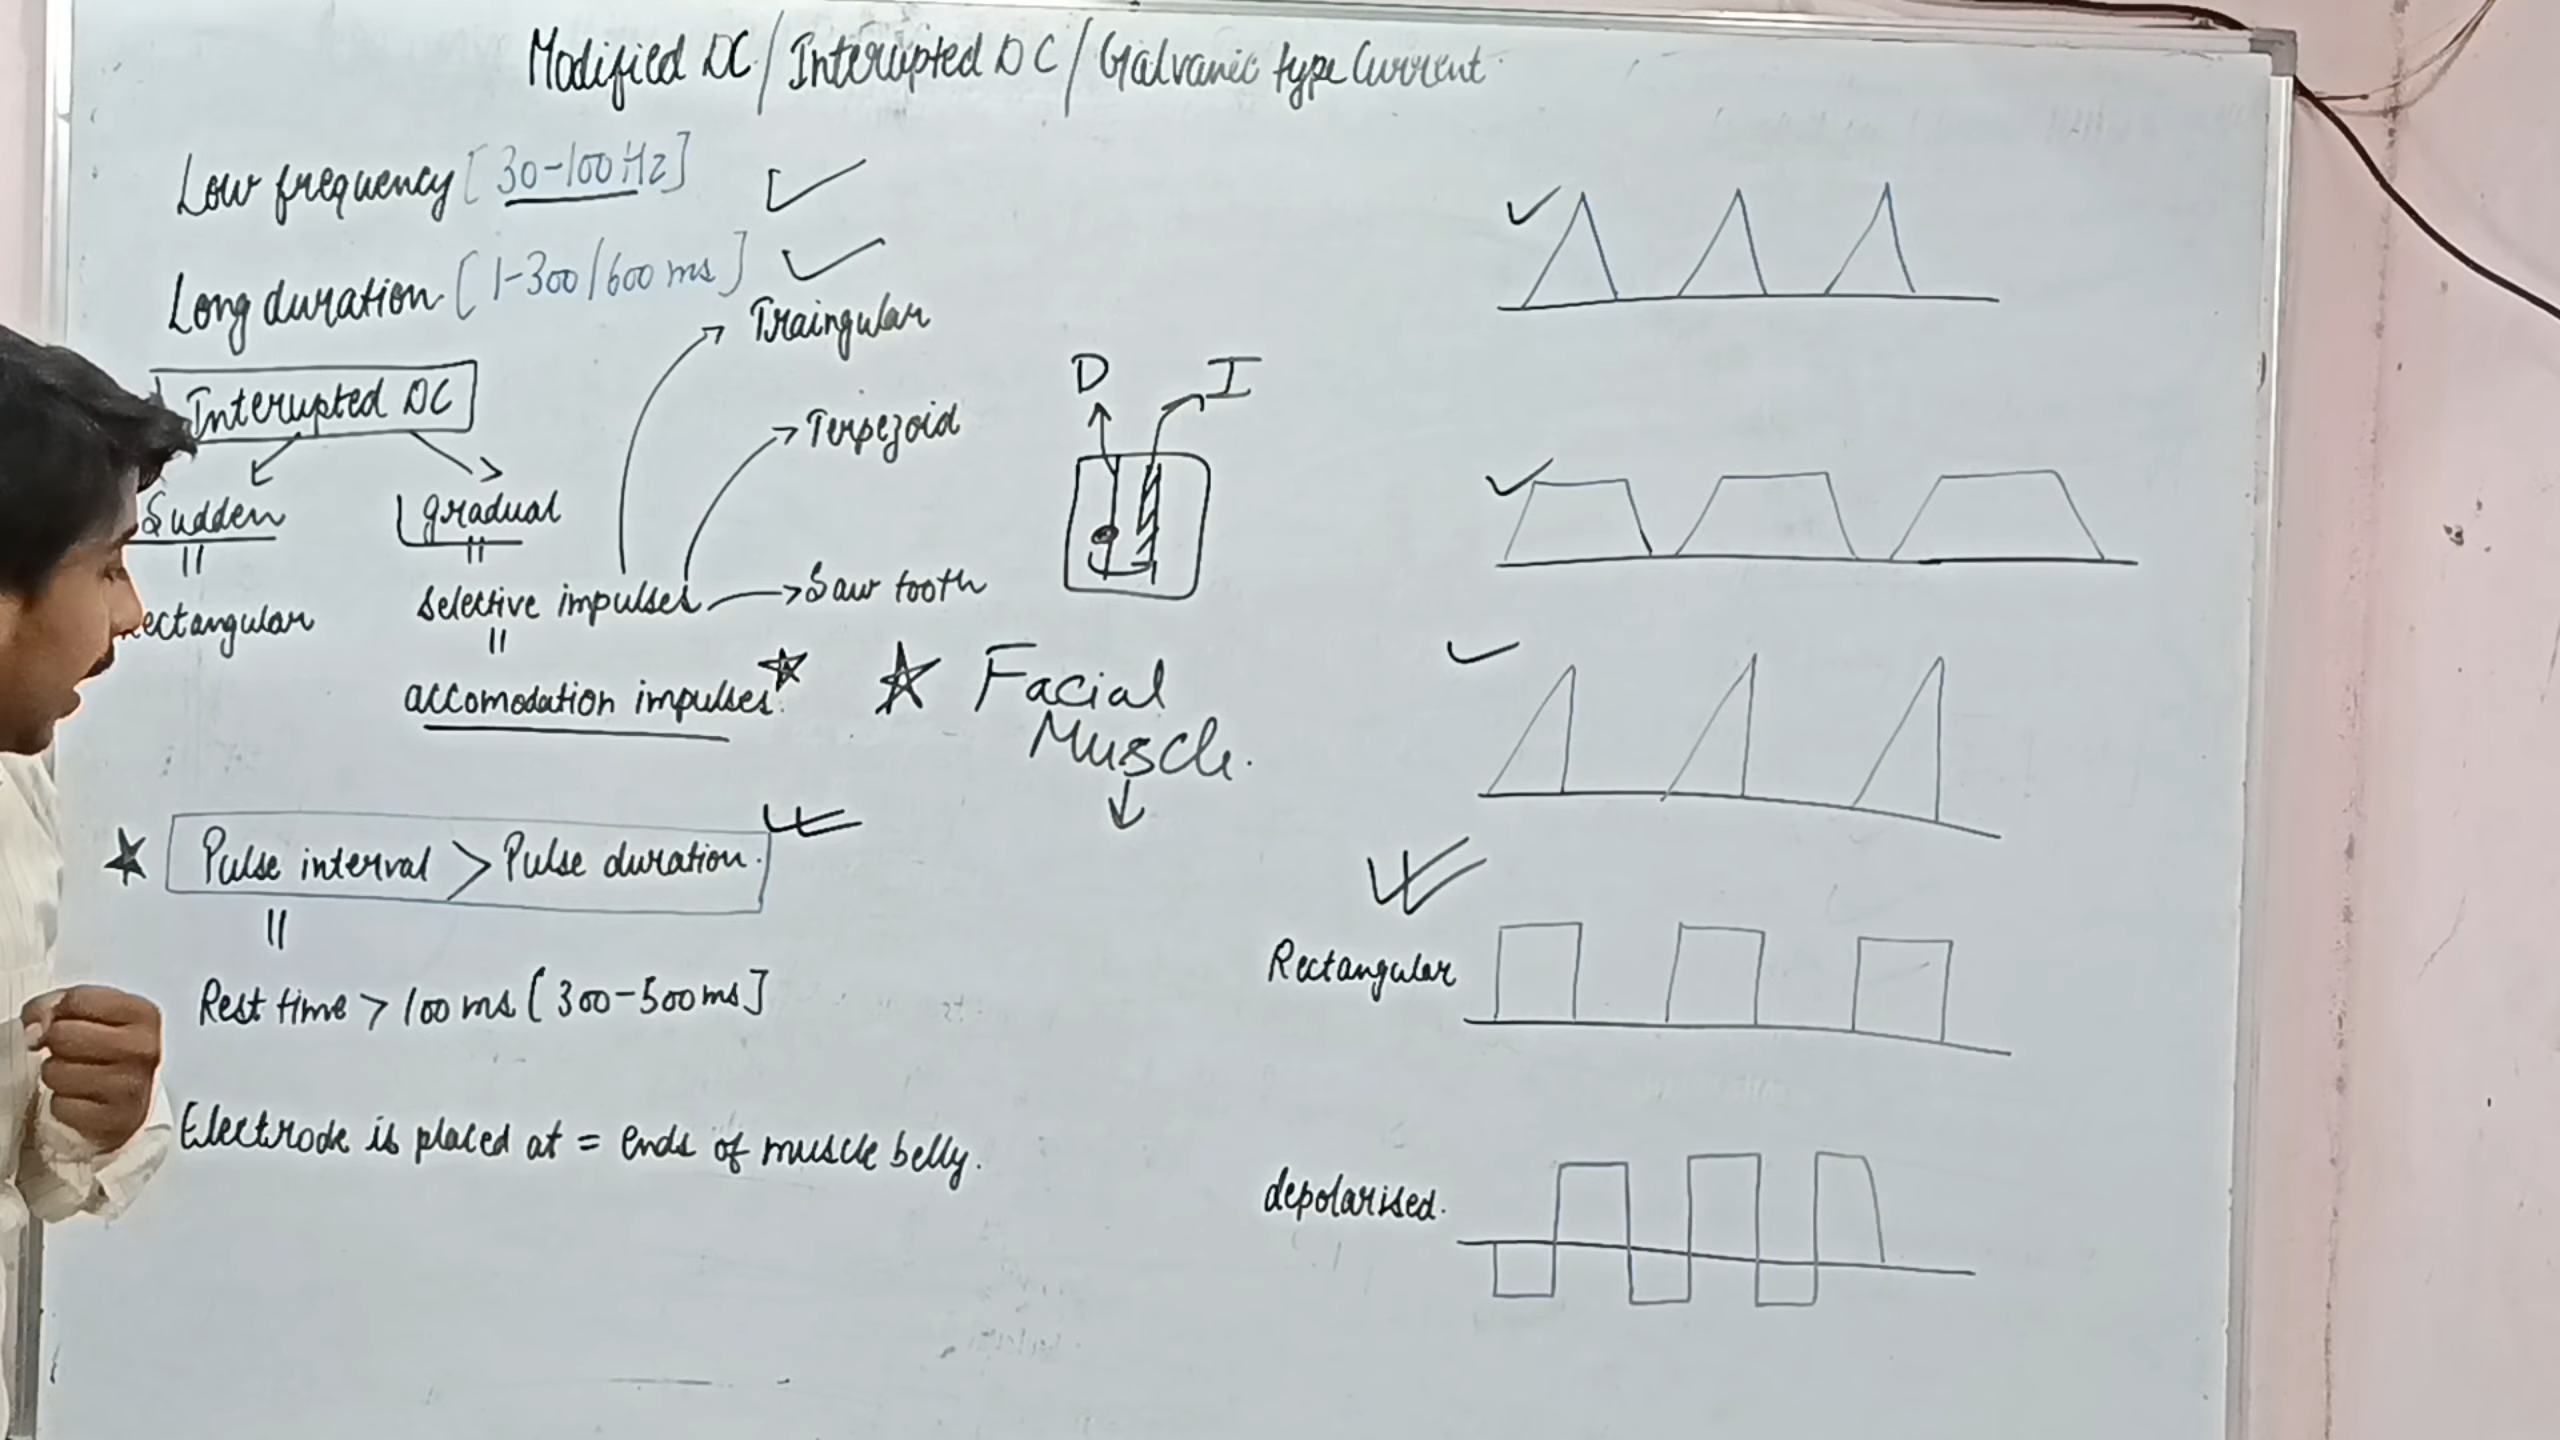 Modified DC / Interupted DC / Galvanic type Current
Low frequency [30-100 Hz]
Long duration [1-300/600 ms]
Traingular
Interupted DC
Terpezoid
D
I
Sudden
gradual
Rectangular
Selective impulses
Saw tooth
accomodation impulses
Facial
Muscle.
Pulse interval > Pulse duration.
Rest time > 100 ms [300-500 ms]
Electrode is placed at = ends of muscle belly.
Rectangular
depolarised.